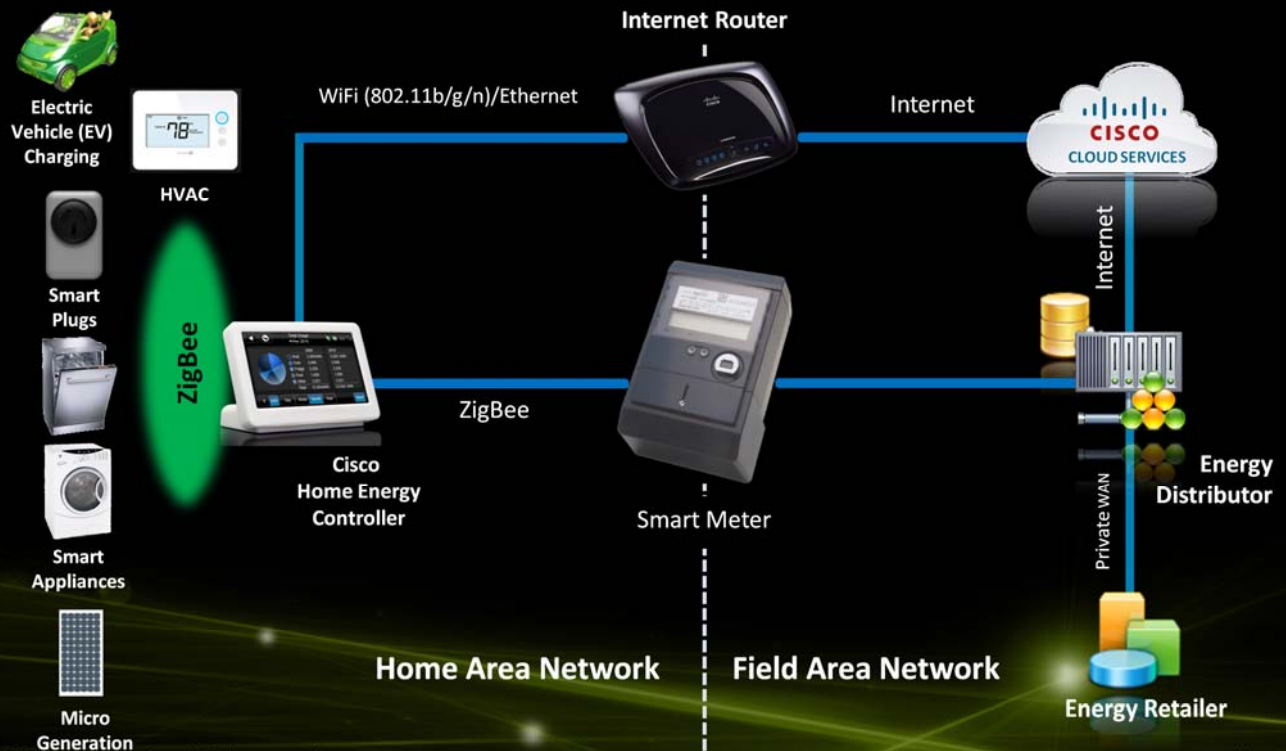 Internet Router
WiFi (802.11b/g/n)/Ethernet
Internet
CISCO
CLOUD SERVICES
Electric
Vehicle (EV)
Charging
78
HVAC
CISCO
Internet
Smart
Plugs
ZigBee
ZigBee
Cisco
Home Energy
Controller
Smart Meter
Energy
Distributor
Private WAN
Smart
Appliances
Home Area Network
Field Area Network
Energy Retailer
Micro
Generation